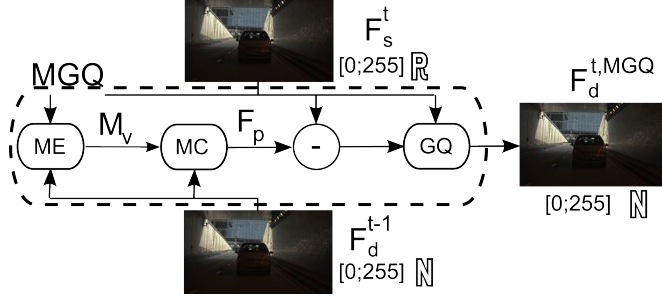 F_s^t
[0;255] ℝ
MGQ
F_d^{t,MGQ}
ME
M_v
MC
F_p
-
GQ
[0;255] ℕ
F_d^{t-1}
[0;255] ℕ